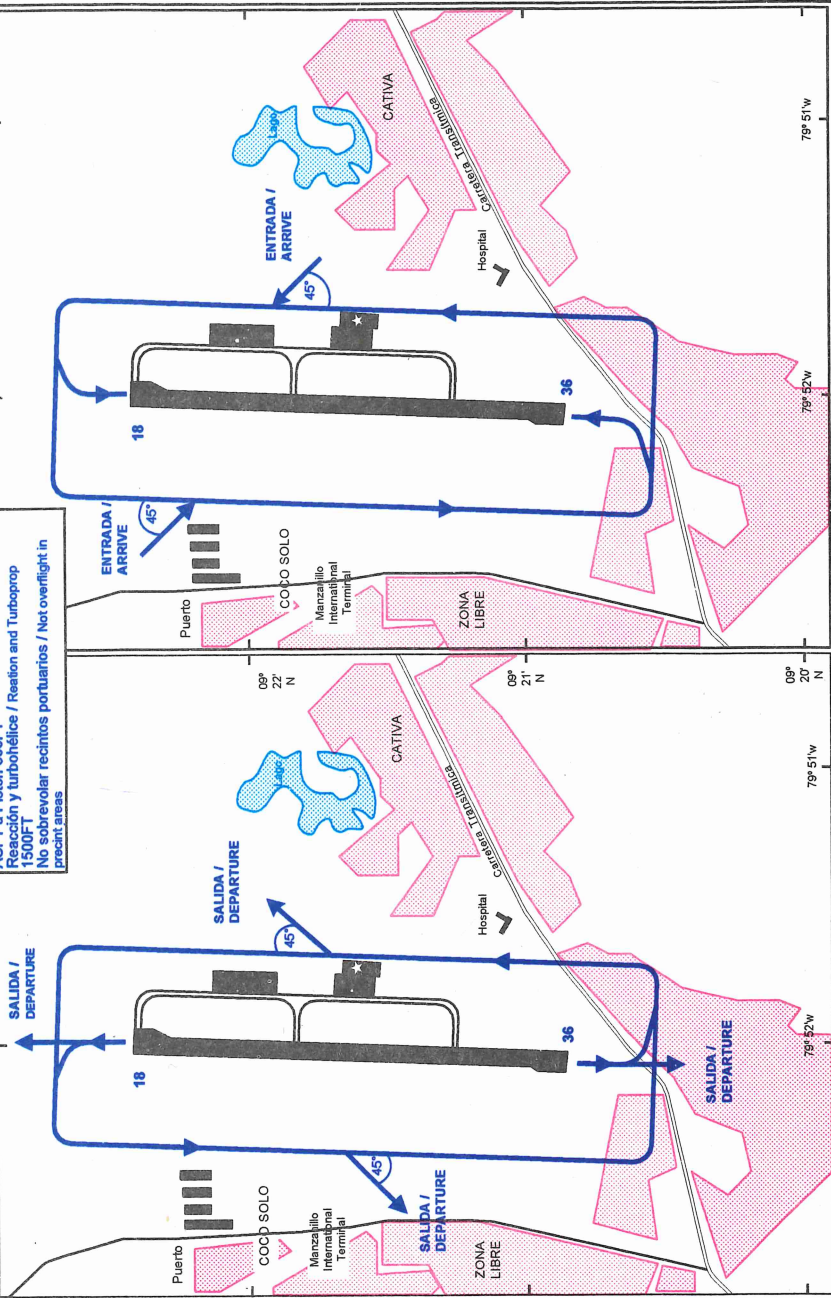 Reacción y turbohélice / Reation and Turboprop
1500FT
No sobrevolar recintos portuarios / Not overflight in
precint areas
Lago
CATIVA
ENTRADA /
ARRIVE
45°
Carretera Transitmica
Hospital
79° 51'w
18
36
79° 52'w
ENTRADA /
ARRIVE
45°
Puerto
COCO SOLO
Manzanillo
International
Terminal
ZONA
LIBRE
09°
22'
N
09°
21'
N
09°
20'
N
SALIDA /
DEPARTURE
SALIDA /
DEPARTURE
45°
Lago
CATIVA
Carretera Transitmica
Hospital
79° 51'w
18
36
79° 52'w
SALIDA /
DEPARTURE
45°
SALIDA /
DEPARTURE
Puerto
COCO SOLO
Manzanillo
International
Terminal
ZONA
LIBRE